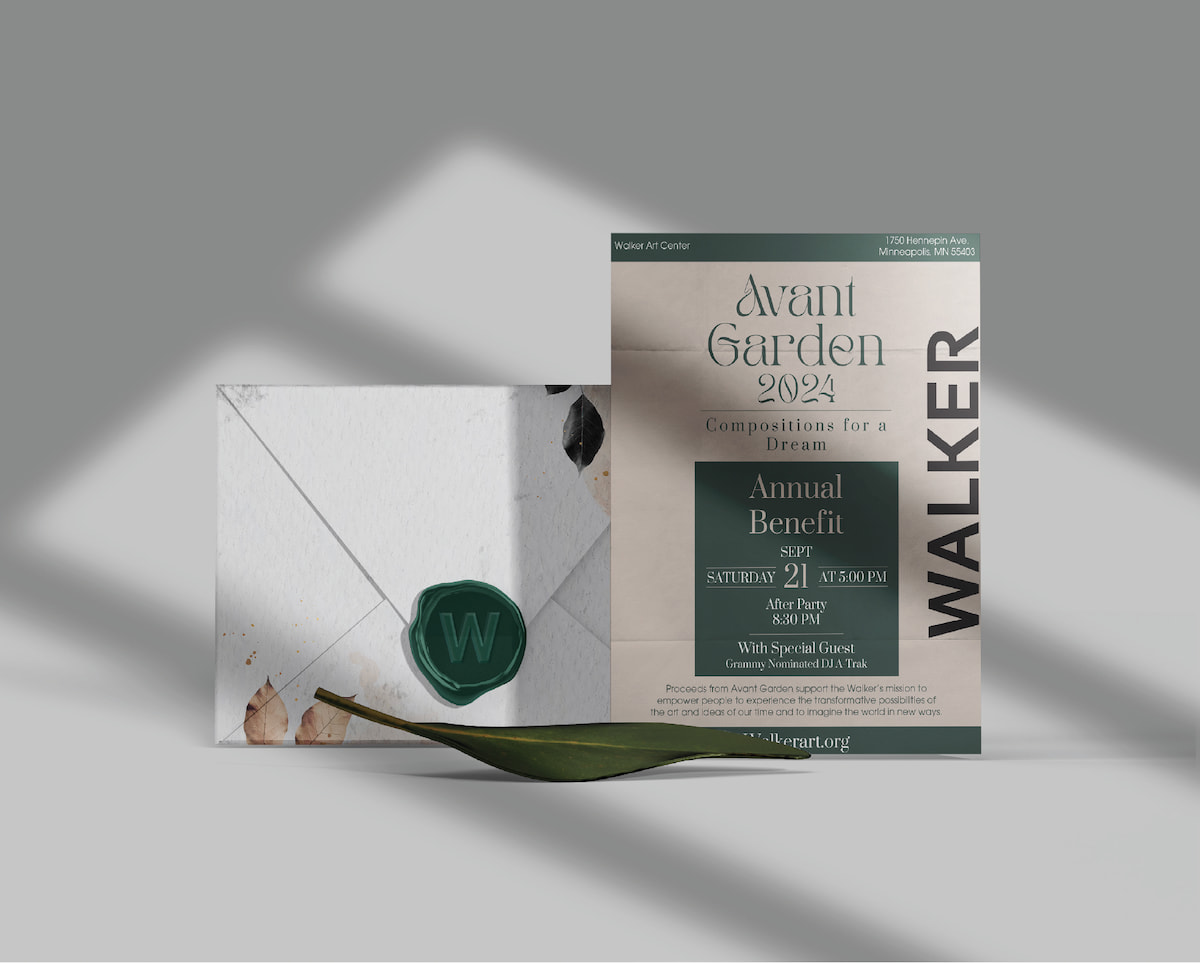 Walker Art Center
1750 Hennepin Ave.
Minneapolis, MN 55403
Avant
Garden
2024
Compositions for a
Dream
WALKER
Annual
Benefit
SEPT
SATURDAY 21 AT 5:00 PM
After Party
8:30 PM
With Special Guest
Grammy Nominated DJ A Trak
Proceeds from Avant Garden support the Walker's mission to
empower people to experience the transformative possibilities of
the art and ideas of our time and to imagine the world in new ways.
Walkerart.org
W